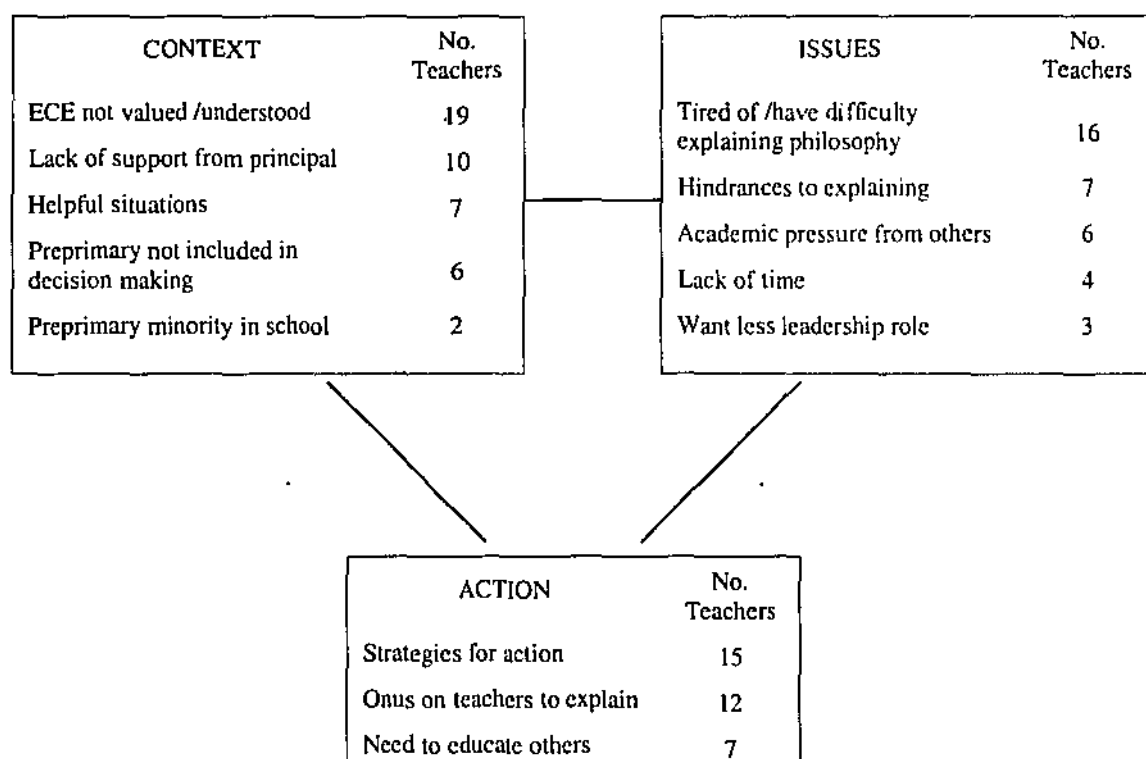 CONTEXT No. Teachers
ECE not valued /understood 19
Lack of support from principal 10
Helpful situations 7
Preprimary not included in
decision making 6
Preprimary minority in school 2
ISSUES No. Teachers
Tired of /have difficulty
explaining philosophy 16
Hindrances to explaining 7
Academic pressure from others 6
Lack of time 4
Want less leadership role 3
ACTION No. Teachers
Strategies for action 15
Onus on teachers to explain 12
Need to educate others 7